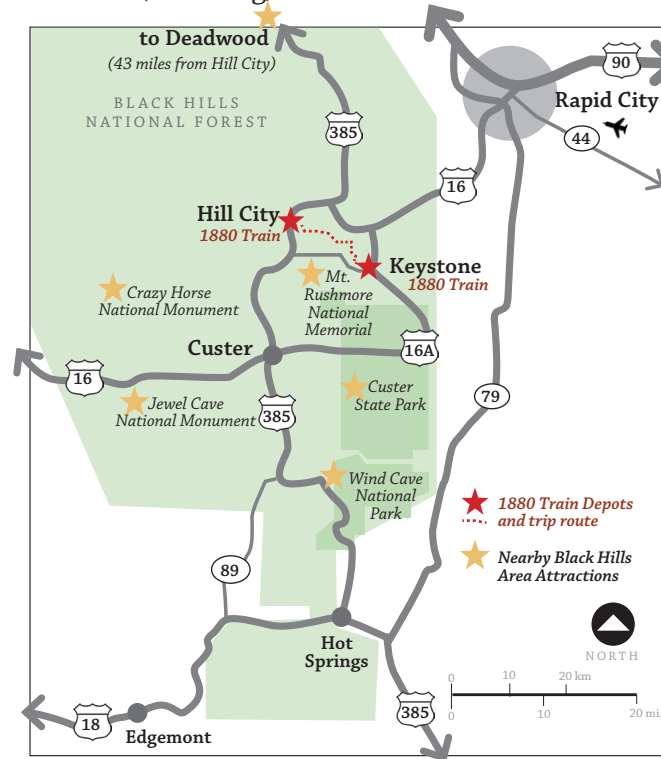 to Deadwood
(43 miles from Hill City)
BLACK HILLS
NATIONAL FOREST
90
Rapid City
44
385
16
Hill City
1880 Train
Keystone
1880 Train
Crazy Horse
National Monument
Mt.
Rushmore
National
Memorial
Custer
16A
16
Jewel Cave
National Monument
385
Custer
State Park
79
Wind Cave
National
Park
1880 Train Depots
and trip route
Nearby Black Hills
Area Attractions
89
Hot
Springs
NORTH
0 10 20 km
0 10 20 mi.
385
18
Edgemont